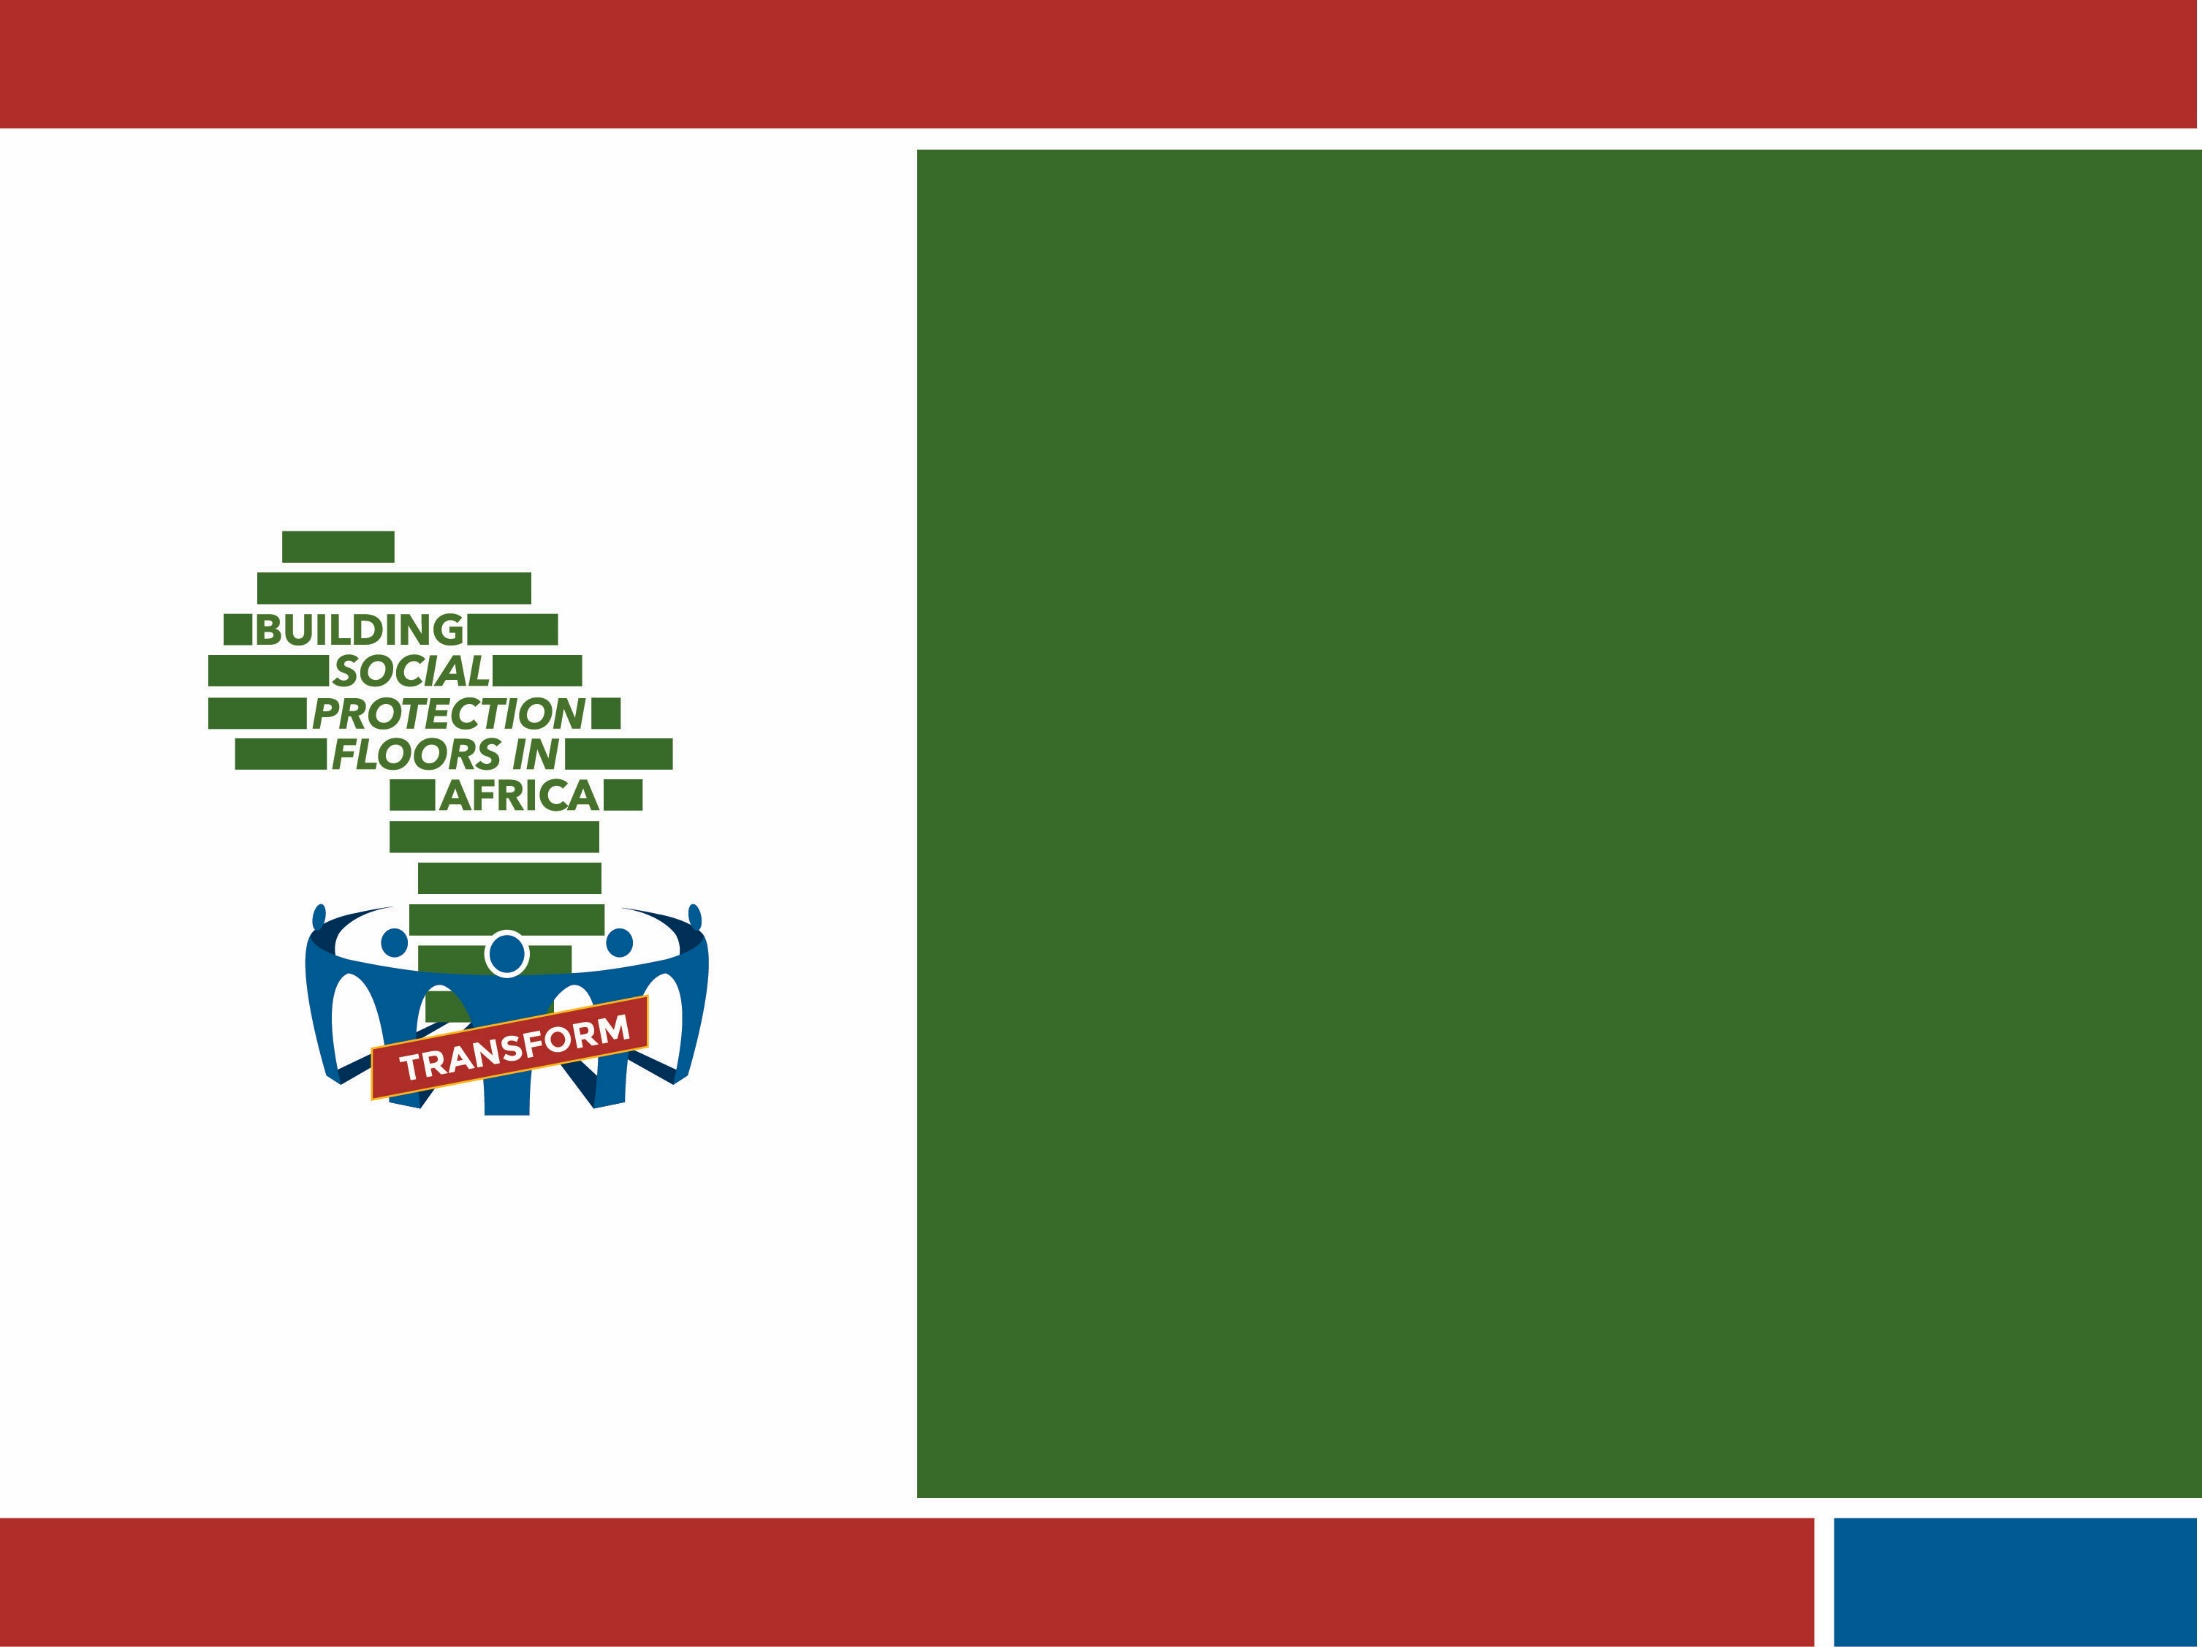 BUILDING
SOCIAL
PROTECTION
FLOORS IN
AFRICA
TRANSFORM